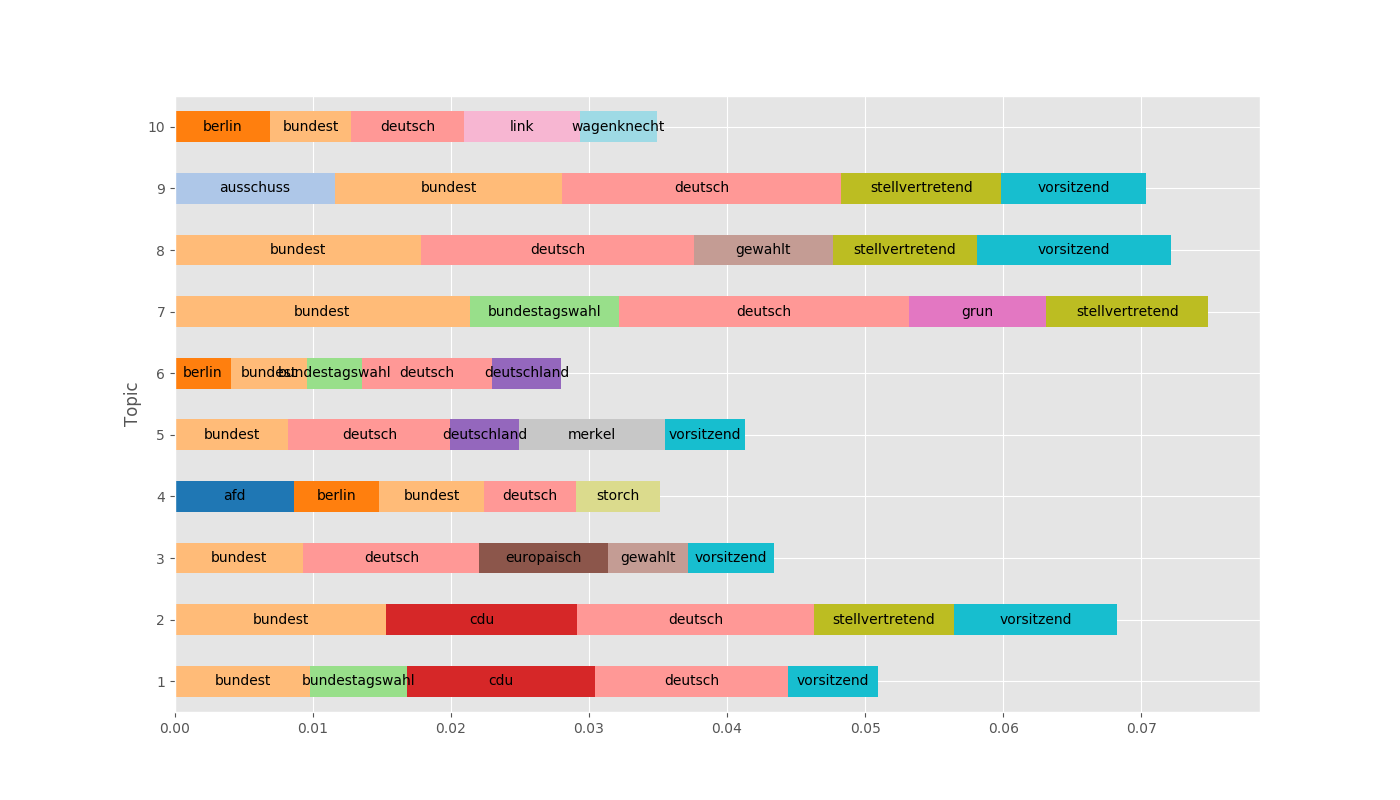 10 berlin bundest deutsch link wagenknecht
9 ausschuss bundest deutsch stellvertretend vorsitzend
8 bundest deutsch gewahlt stellvertretend vorsitzend
7 bundest bundestagswahl deutsch grun stellvertretend
6 berlin bundest bundestagswahl deutsch deutschland
Topic
5 bundest deutsch deutschland merkel vorsitzend
4 afd berlin bundest deutsch storch
3 bundest deutsch europaisch gewahlt vorsitzend
2 bundest cdu deutsch stellvertretend vorsitzend
1 bundest bundestagswahl cdu deutsch vorsitzend
0.00 0.01 0.02 0.03 0.04 0.05 0.06 0.07